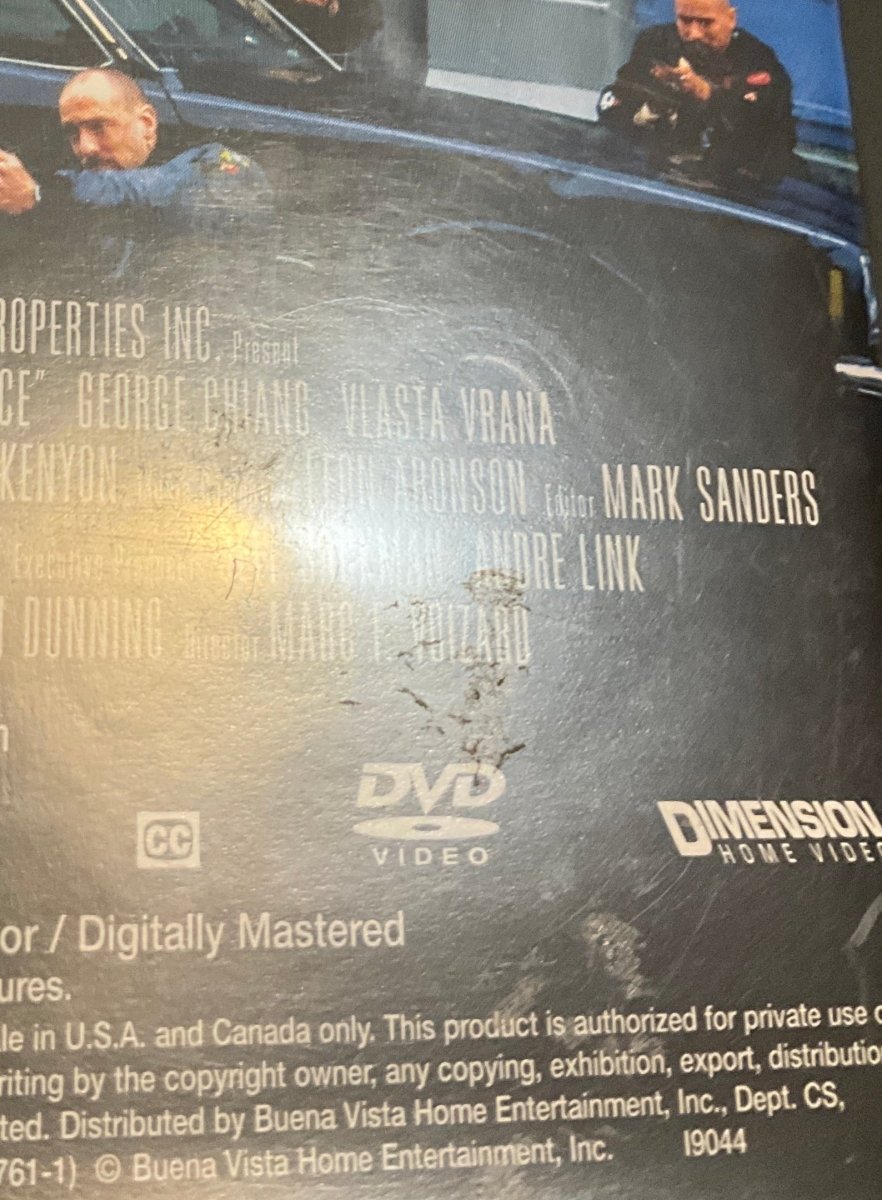 ROPERTIES INC. Present
CE" GEORGE CHIANG VLASTA VRANA
KENYON ARONSON Editor MARK SANDERS
Executive ANDRE LINK
DUNNING Director MARC
DVD
CC
VIDEO
DIMENSION
HOME VIDEO
or / Digitally Mastered
ures.
le in U.S.A. and Canada only. This product is authorized for private use
riting by the copyright owner, any copying, exhibition, export, distributio
ted. Distributed by Buena Vista Home Entertainment, Inc., Dept. CS,
761-1) © Buena Vista Home Entertainment, Inc. I9044